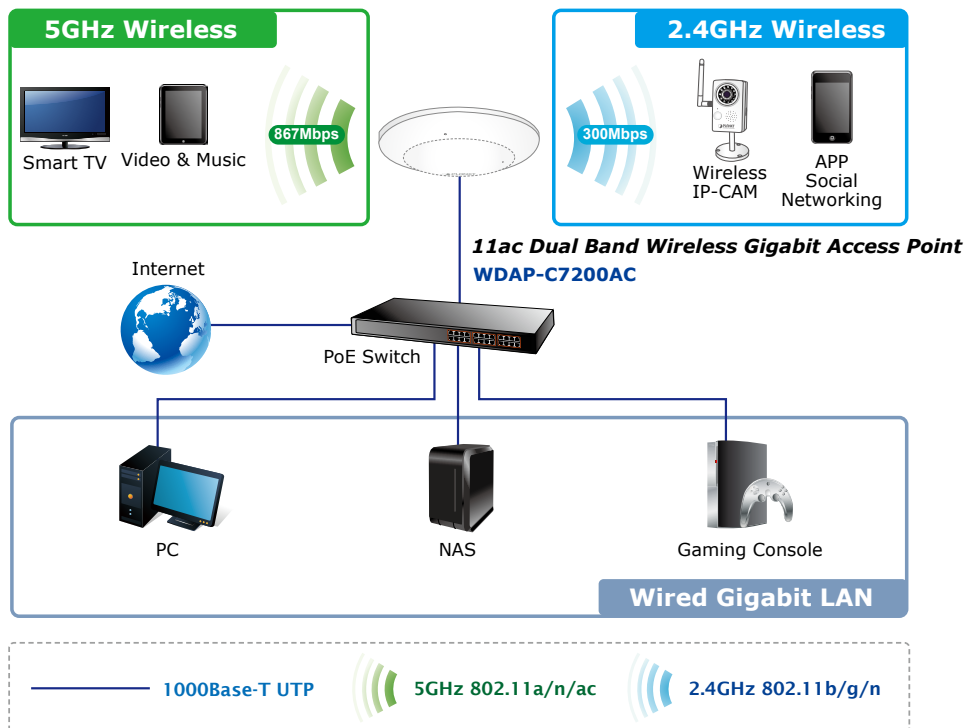 5GHz Wireless
2.4GHz Wireless
867Mbps
300Mbps
Smart TV
Video & Music
Wireless
IP-CAM
APP
Social
Networking
11ac Dual Band Wireless Gigabit Access Point
WDAP-C7200AC
Internet
PoE Switch
PC
NAS
Gaming Console
Wired Gigabit LAN
1000Base-T UTP
5GHz 802.11a/n/ac
2.4GHz 802.11b/g/n